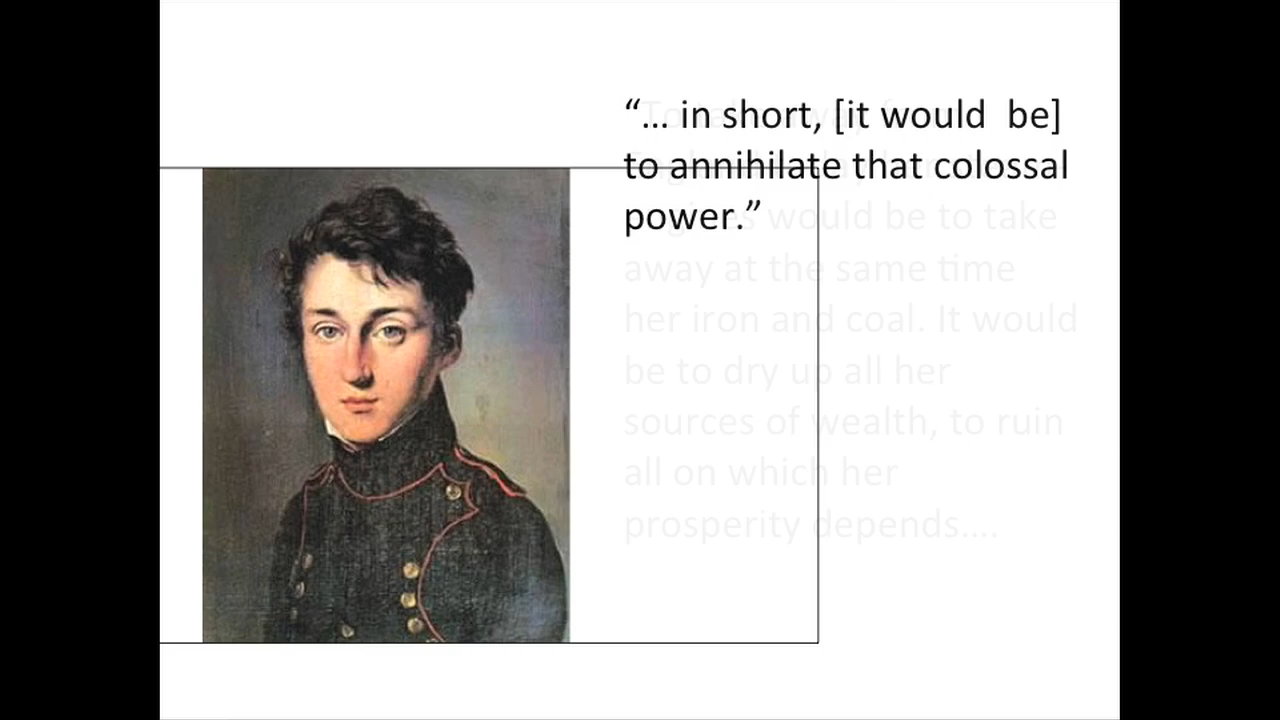 “... in short, [it would be]
to annihilate that colossal
power.”
would be to take
away at the same time
her iron and coal. It would
be to dry up all her
sources of wealth, to ruin
all on which her
prosperity depends....